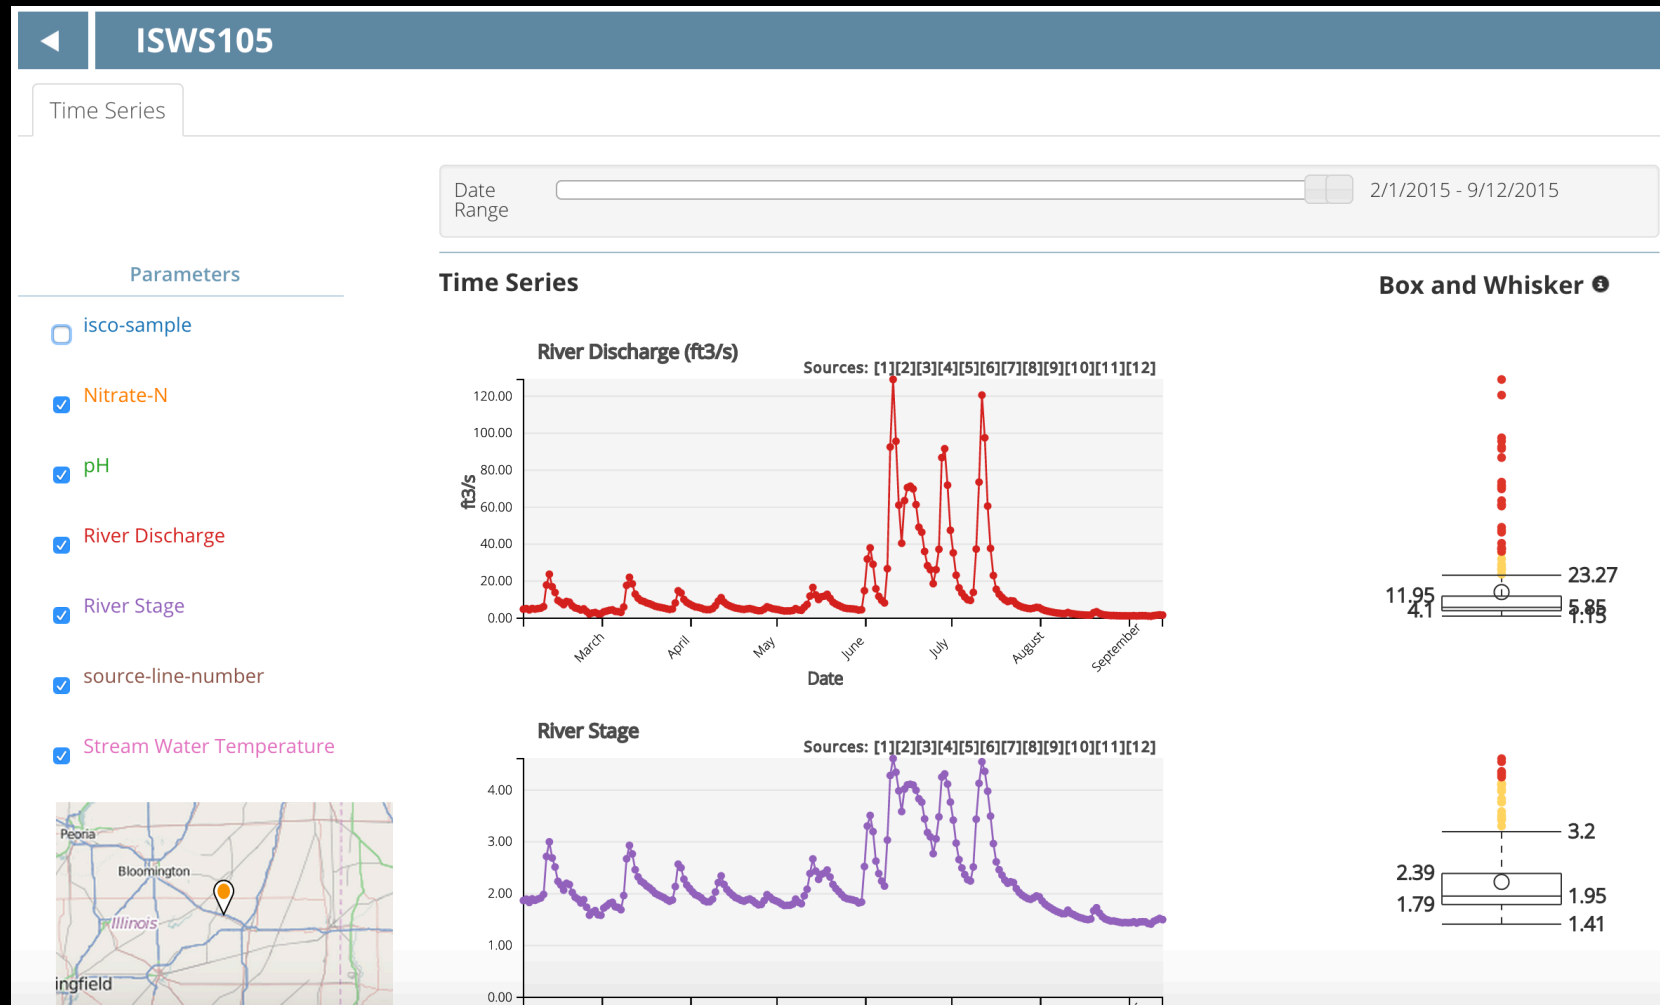 ISWS105
Time Series
Date
Range
2/1/2015 - 9/12/2015
Parameters
isco-sample
Nitrate-N
pH
River Discharge
River Stage
source-line-number
Stream Water Temperature
Peoria
Bloomington
Illinois
ingfield
Time Series
River Discharge (ft3/s)
Sources: [1][2][3][4][5][6][7][8][9][10][11][12]
120.00
100.00
80.00
60.00
40.00
20.00
0.00
ft3/s
March
April
May
June
July
August
September
Date
River Stage
Sources: [1][2][3][4][5][6][7][8][9][10][11][12]
4.00
3.00
2.00
1.00
0.00
Box and Whisker
23.27
11.95
5.85
4.1
1.15
3.2
2.39
1.95
1.79
1.41